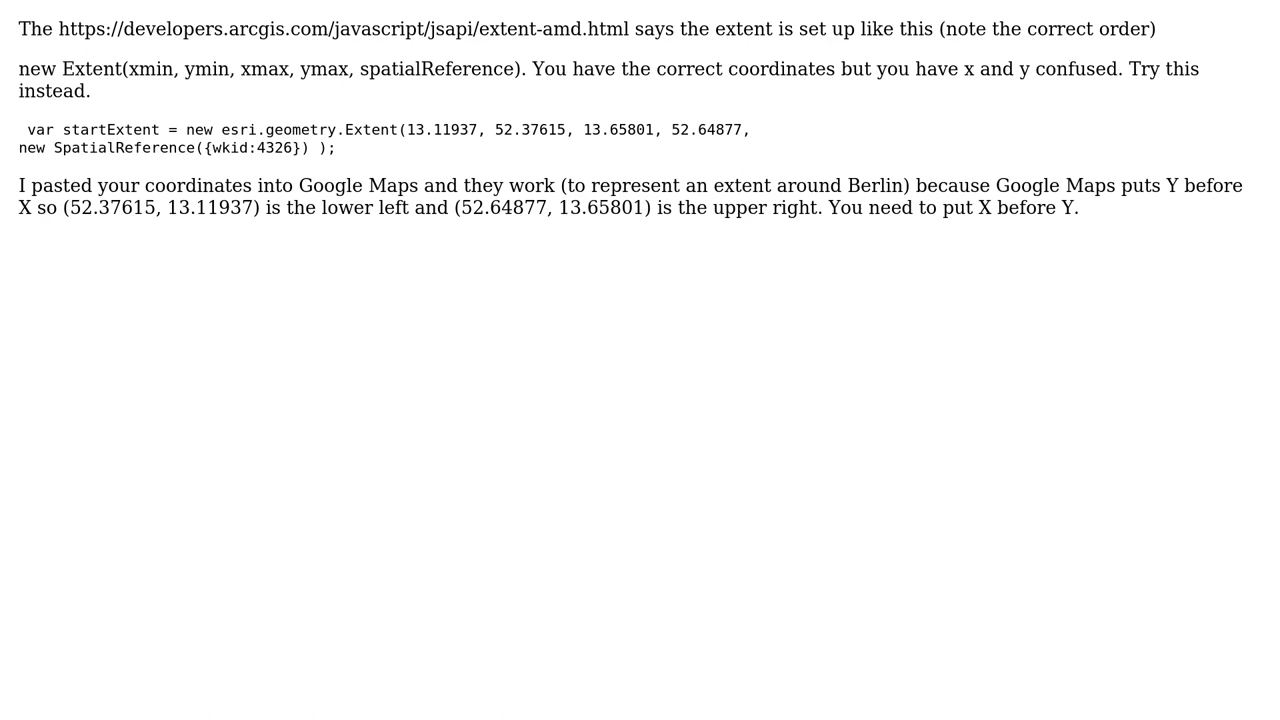 The https://developers.arcgis.com/javascript/jsapi/extent-amd.html says the extent is set up like this (note the correct order)
new Extent(xmin, ymin, xmax, ymax, spatialReference). You have the correct coordinates but you have x and y confused. Try this
instead.
var startExtent = new esri.geometry.Extent(13.11937, 52.37615, 13.65801, 52.64877,
new SpatialReference({wkid:4326}) );
I pasted your coordinates into Google Maps and they work (to represent an extent around Berlin) because Google Maps puts Y before
X so (52.37615, 13.11937) is the lower left and (52.64877, 13.65801) is the upper right. You need to put X before Y.